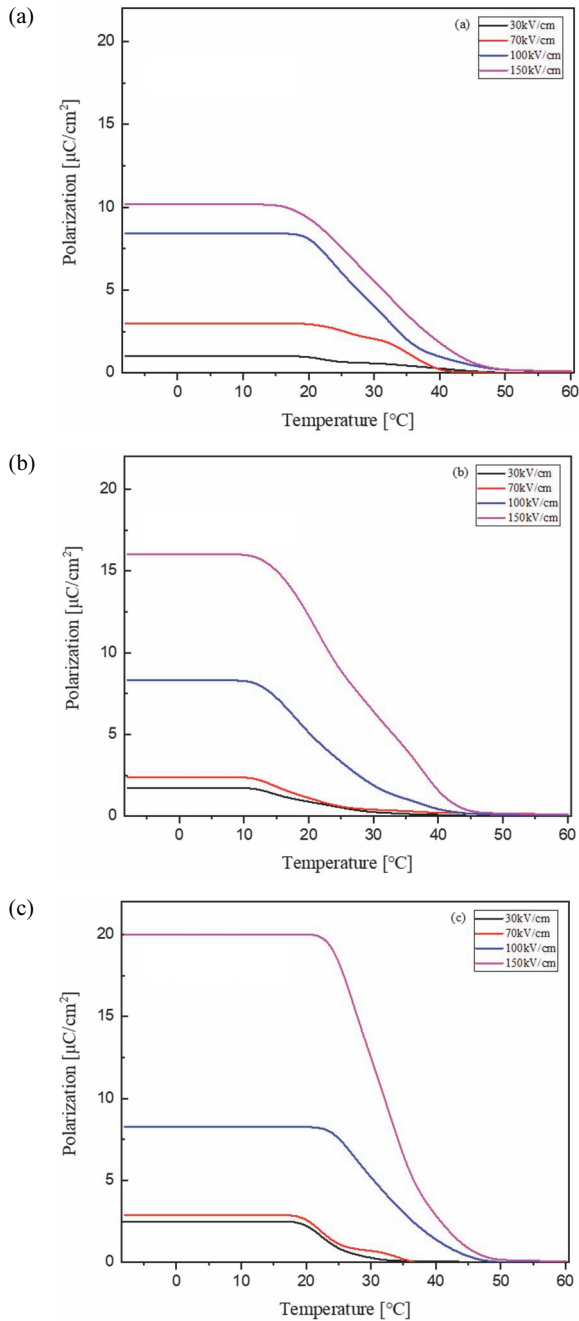 (a)
(a)
30kV/cm
70kV/cm
100kV/cm
150kV/cm
20
15
10
5
0
Polarization [μC/cm²]
0
10
20
30
40
50
60
Temperature [°C]
(b)
(b)
30kV/cm
70kV/cm
100kV/cm
150kV/cm
20
15
10
5
0
Polarization [μC/cm²]
0
10
20
30
40
50
60
Temperature [°C]
(c)
(c)
30kV/cm
70kV/cm
100kV/cm
150kV/cm
20
15
10
5
0
Polarization [μC/cm²]
0
10
20
30
40
50
60
Temperature [°C]